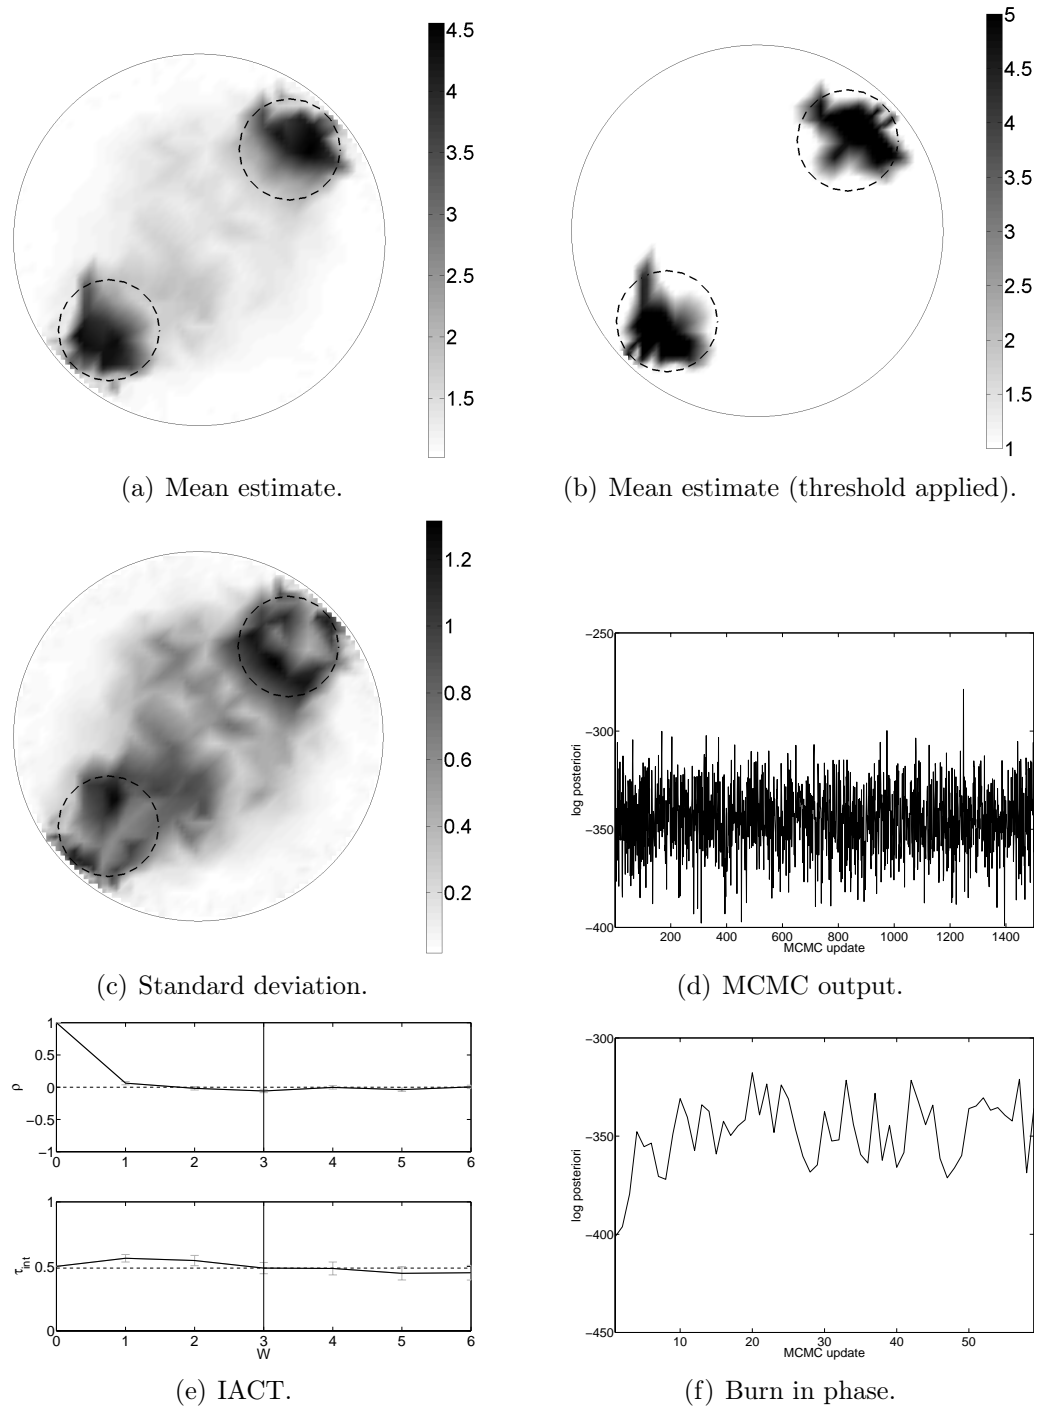 4.5
4
3.5
3
2.5
2
1.5
(a) Mean estimate.
5
4.5
4
3.5
3
2.5
2
1.5
1
(b) Mean estimate (threshold applied).
1.2
1
0.8
0.6
0.4
0.2
(c) Standard deviation.
−250
−300
−350
−400
log posteriori
200 400 600 800 1000 1200 1400
MCMC update
(d) MCMC output.
1
0.5
0
−0.5
−1
ρ
0 1 2 3 4 5 6
1
0.5
0
τint
0 1 2 3 4 5 6
W
(e) IACT.
−300
−350
−400
−450
log posteriori
10 20 30 40 50
MCMC update
(f) Burn in phase.